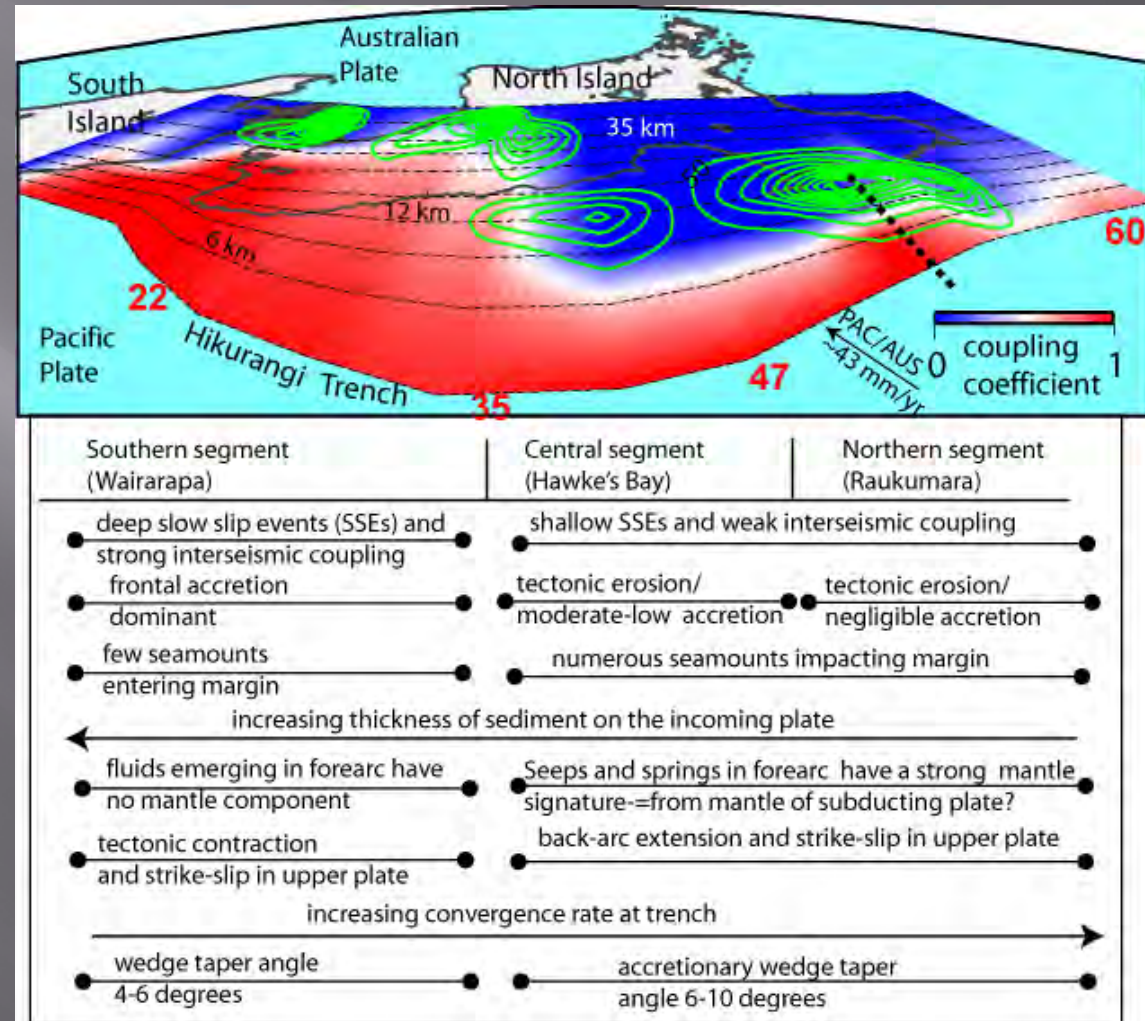 Australian
Plate
South
Island
North Island
35 km
12 km
6 km
60
22
Pacific
Plate
Hikurangi Trench
35
47
PAC/AUS
~43 mm/yr
0
coupling
coefficient
1
Southern segment
(Wairarapa)
Central segment
(Hawke's Bay)
Northern segment
(Raukumara)
deep slow slip events (SSEs) and
strong interseismic coupling
shallow SSEs and weak interseismic coupling
frontal accretion
dominant
tectonic erosion/
moderate-low accretion
tectonic erosion/
negligible accretion
few seamounts
entering margin
numerous seamounts impacting margin
increasing thickness of sediment on the incoming plate
fluids emerging in forearc have
no mantle component
Seeps and springs in forearc have a strong mantle
signature-=from mantle of subducting plate?
tectonic contraction
and strike-slip in upper plate
back-arc extension and strike-slip in upper plate
increasing convergence rate at trench
wedge taper angle
4-6 degrees
accretionary wedge taper
angle 6-10 degrees